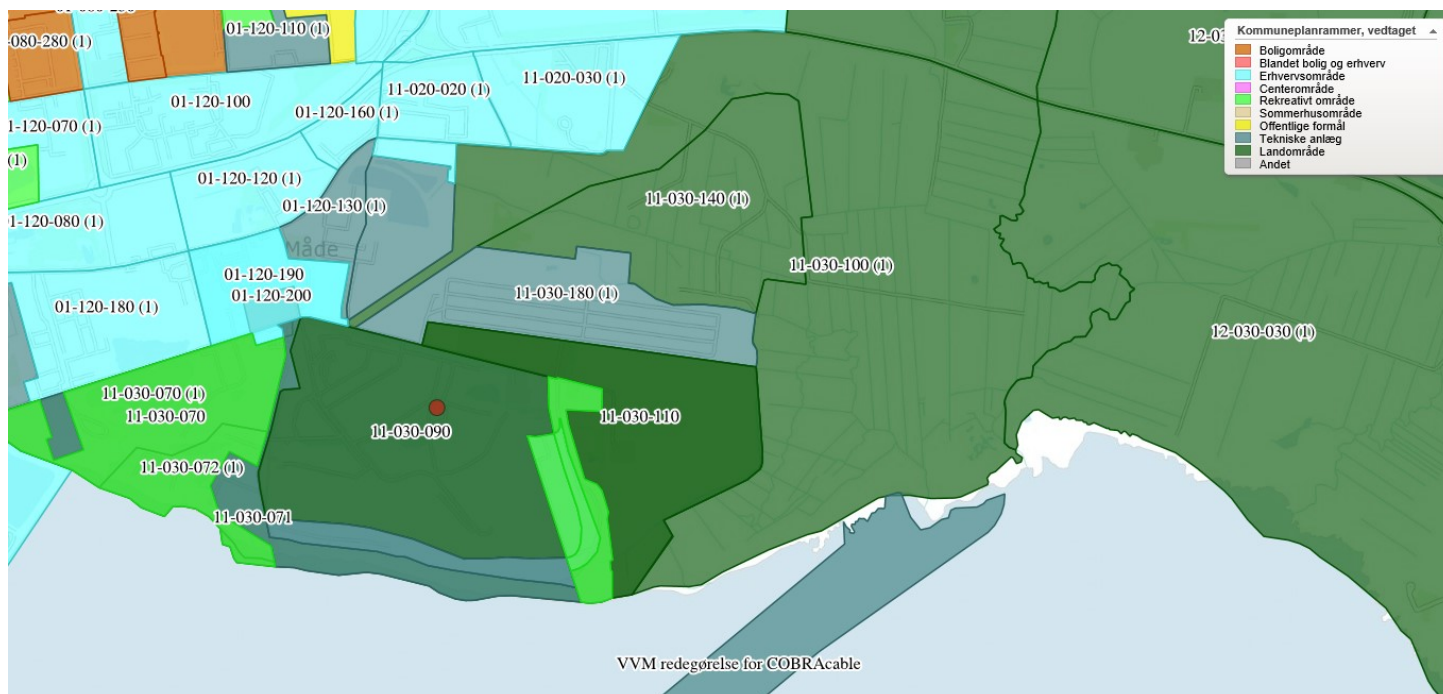 01-120-110 (1)
-080-280 (1)
12-03
Kommuneplanrammer, vedtaget
Boligområde
Blandet bolig og erhverv
Erhvervsområde
Centerområde
Rekreativt område
Sommerhusområde
Offentlige formål
Tekniske anlæg
Landområde
Andet
11-020-030 (1)
11-020-020 (1)
01-120-100
01-120-160 (1)
1-120-070 (1)
(1)
01-120-120 (1)
11-030-140 (1)
01-120-130 (1)
1-120-080 (1)
Måde
11-030-100 (1)
01-120-190
01-120-200
11-030-180 (1)
01-120-180 (1)
12-030-030 (1)
11-030-070 (1)
11-030-070
11-030-110
11-030-090
11-030-072 (1)
11-030-071
VVM redegørelse for COBRAcable